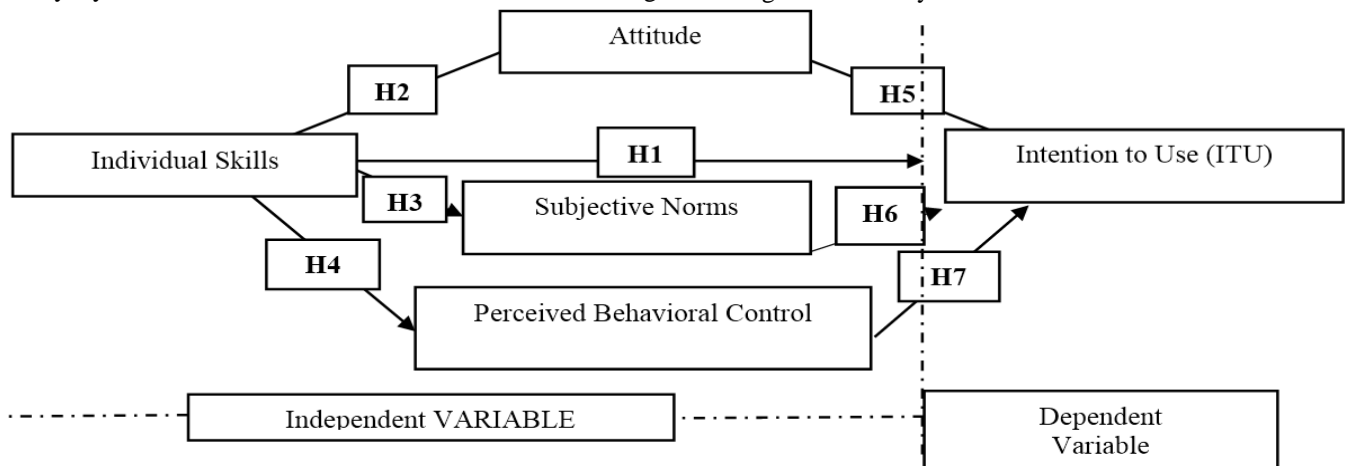 Attitude
H2
H5
Individual Skills
H1
Intention to Use (ITU)
H3
Subjective Norms
H6
H4
H7
Perceived Behavioral Control
Independent VARIABLE
Dependent
Variable